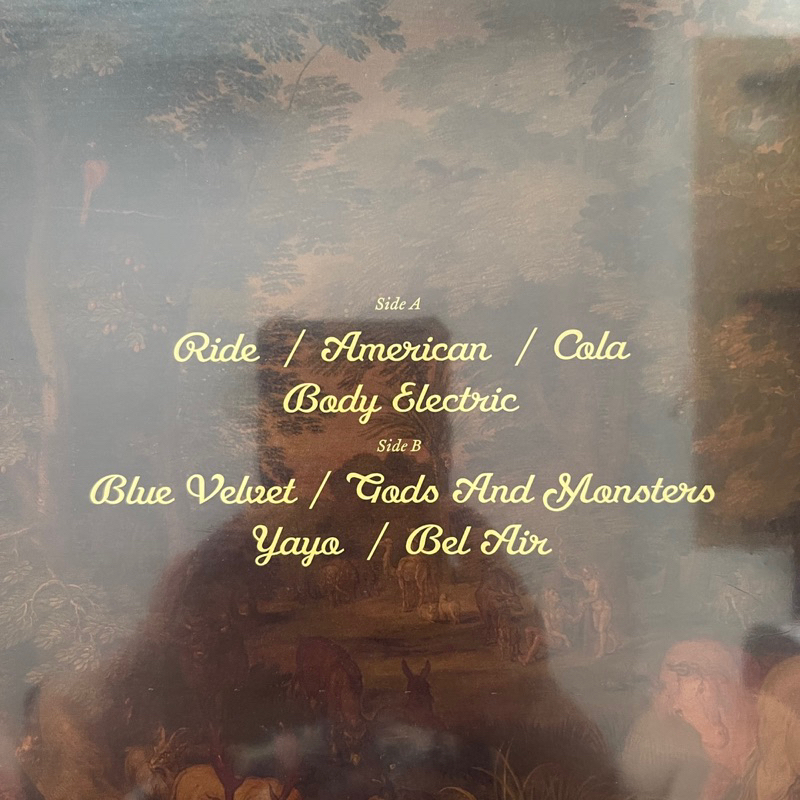 Side A
Ride / American / Cola
Body Electric
Side B
Blue Velvet / Gods And Monsters
Yayo / Bel Air